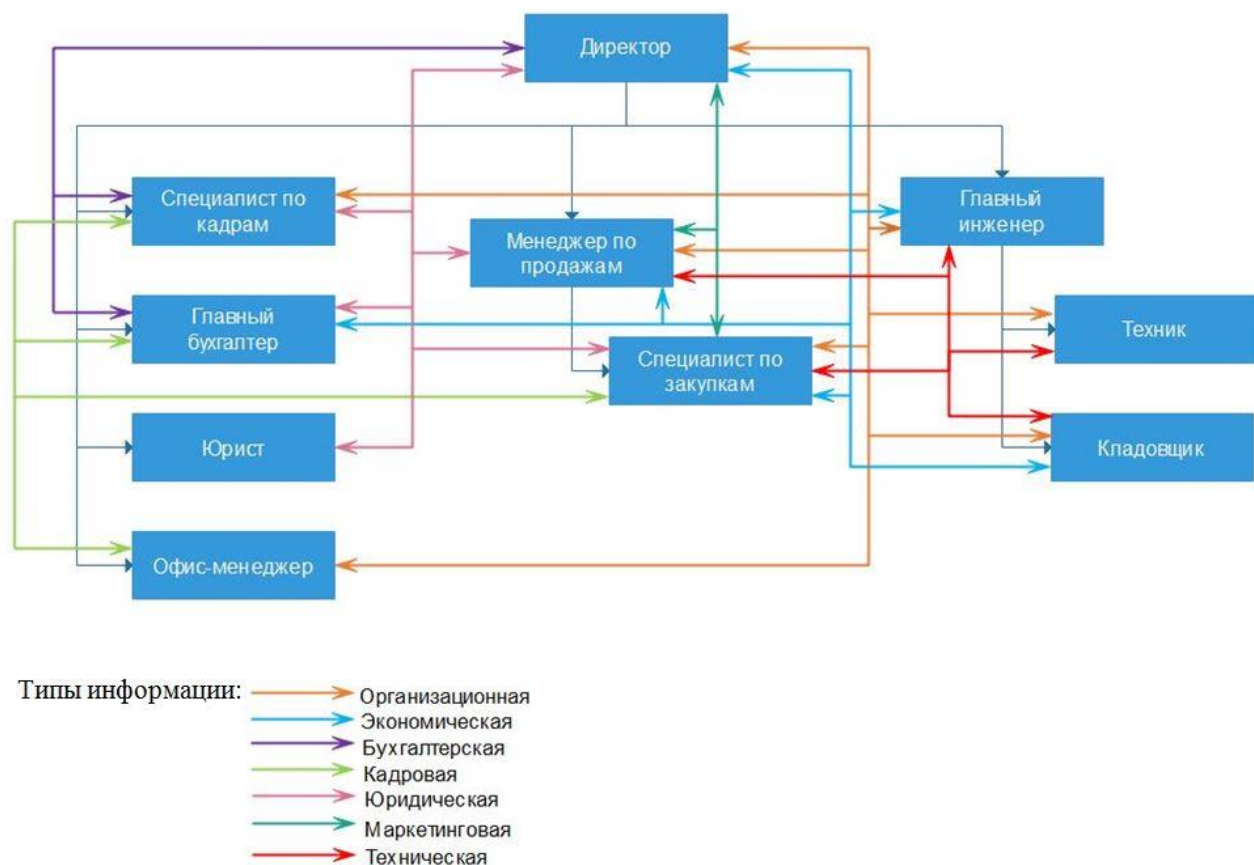 Директор
Специалист по
кадрам
Главный
инженер
Менеджер по
продажам
Главный
бухгалтер
Техник
Специалист по
закупкам
Юрист
Кладовщик
Офис-менеджер
Типы информации:
Организационная
Экономическая
Бухгалтерская
Кадровая
Юридическая
Маркетинговая
Техническая